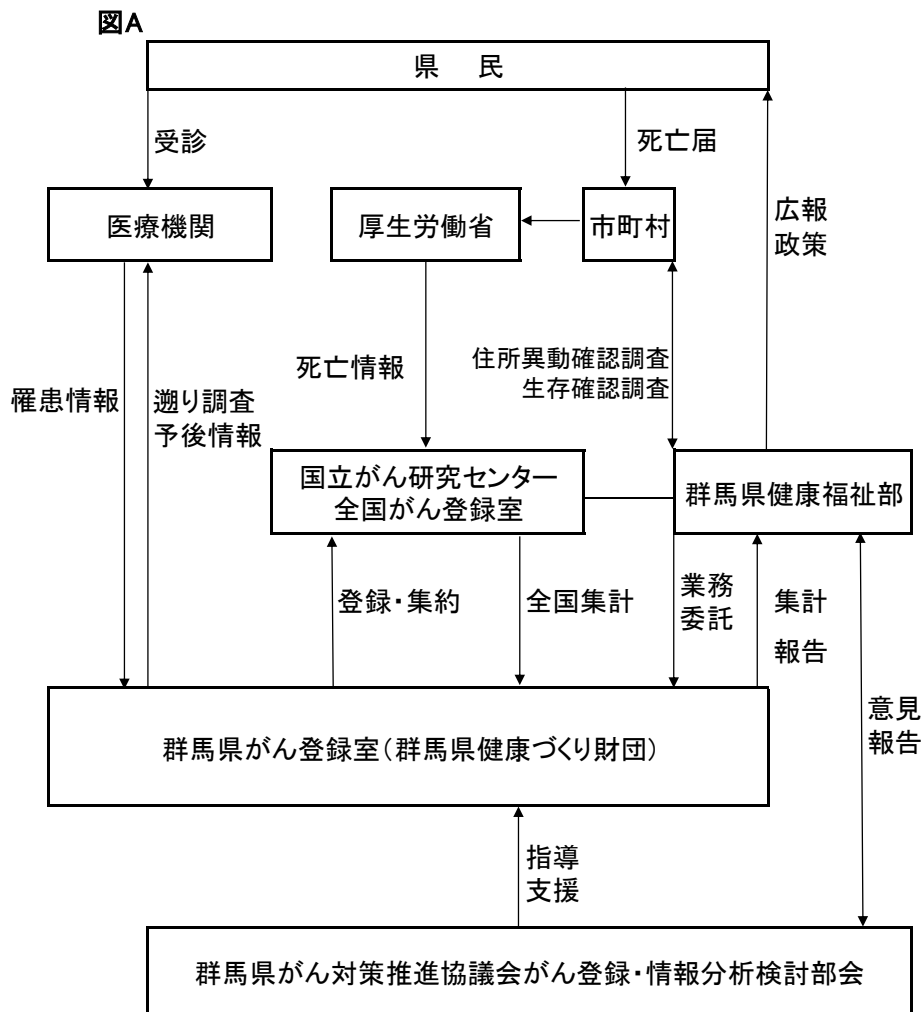 図A
県 民
受診
死亡届
医療機関
厚生労働省
市町村
広報
政策
死亡情報
住所異動確認調査
生存確認調査
罹患情報
遡り調査
予後情報
国立がん研究センター
全国がん登録室
群馬県健康福祉部
登録・集約
全国集計
業務
委託
集計
報告
群馬県がん登録室(群馬県健康づくり財団)
意見
報告
指導
支援
群馬県がん対策推進協議会がん登録・情報分析検討部会